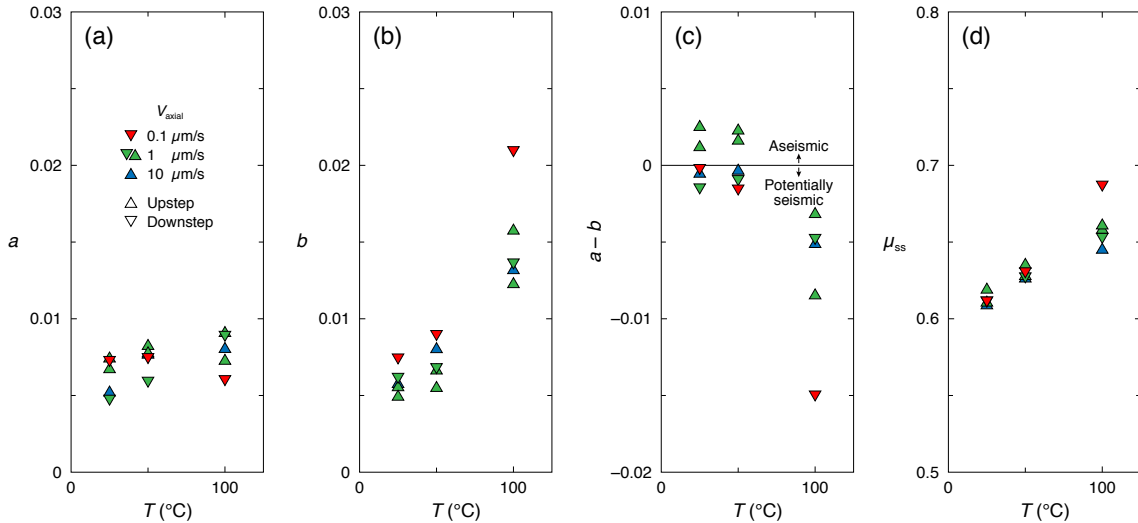 (a)
0.03
0.02
0.01
0
a
V axial
0.1 µm/s
1 µm/s
10 µm/s
Upstep
Downstep
0
100
T (°C)
(b)
0.03
0.02
0.01
0
b
0
100
T (°C)
(c)
0.01
0
−0.01
−0.02
a − b
Aseismic
Potentially
seismic
0
100
T (°C)
(d)
0.8
0.7
0.6
0.5
µss
0
100
T (°C)